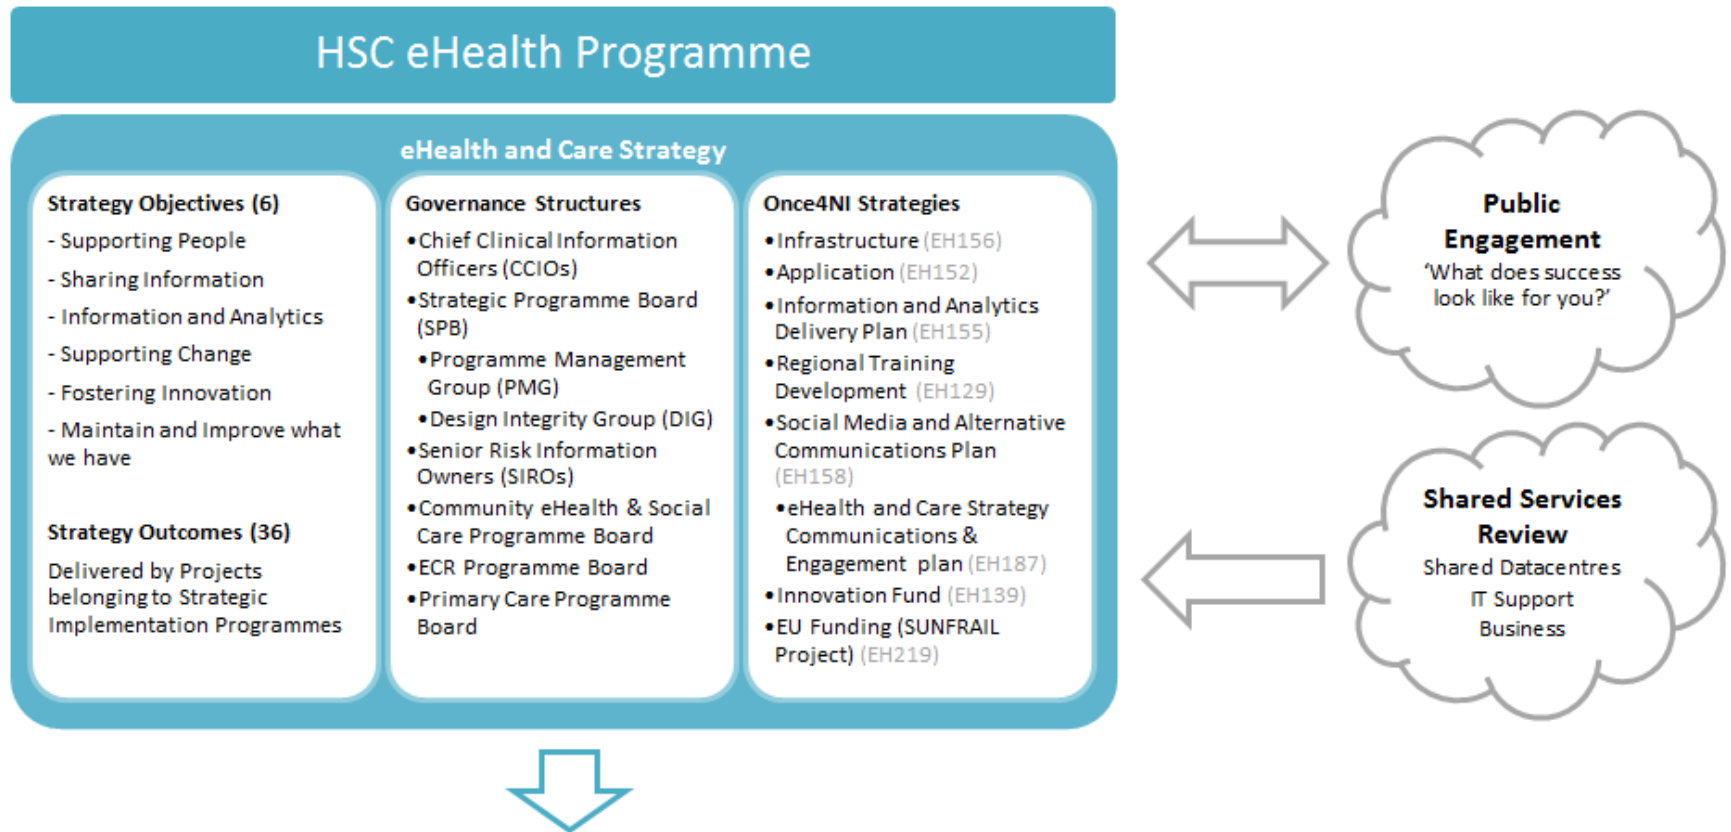 HSC eHealth Programme
eHealth and Care Strategy
Strategy Objectives (6)
- Supporting People
- Sharing Information
- Information and Analytics
- Supporting Change
- Fostering Innovation
- Maintain and Improve what
we have
Strategy Outcomes (36)
Delivered by Projects
belonging to Strategic
Implementation Programmes
Governance Structures
•Chief Clinical Information
Officers (CCIOs)
•Strategic Programme Board
(SPB)
•Programme Management
Group (PMG)
•Design Integrity Group (DIG)
•Senior Risk Information
Owners (SIROs)
•Community eHealth & Social
Care Programme Board
•ECR Programme Board
•Primary Care Programme
Board
Once4NI Strategies
•Infrastructure (EH156)
•Application (EH152)
•Information and Analytics
Delivery Plan (EH155)
•Regional Training
Development (EH129)
•Social Media and Alternative
Communications Plan
(EH158)
•eHealth and Care Strategy
Communications &
Engagement plan (EH187)
•Innovation Fund (EH139)
•EU Funding (SUNFRAIL
Project) (EH219)
Public
Engagement
‘What does success
look like for you?’
Shared Services
Review
Shared Datacentres
IT Support
Business